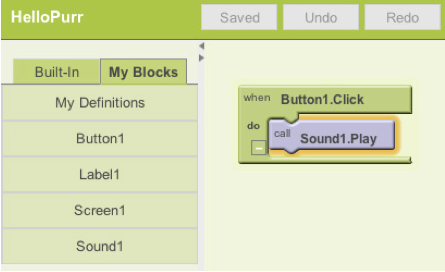 HelloPurr
Saved
Undo
Redo
Built-In
My Blocks
My Definitions
Button1
Label1
Screen1
Sound1
when Button1.Click
do
call Sound1.Play